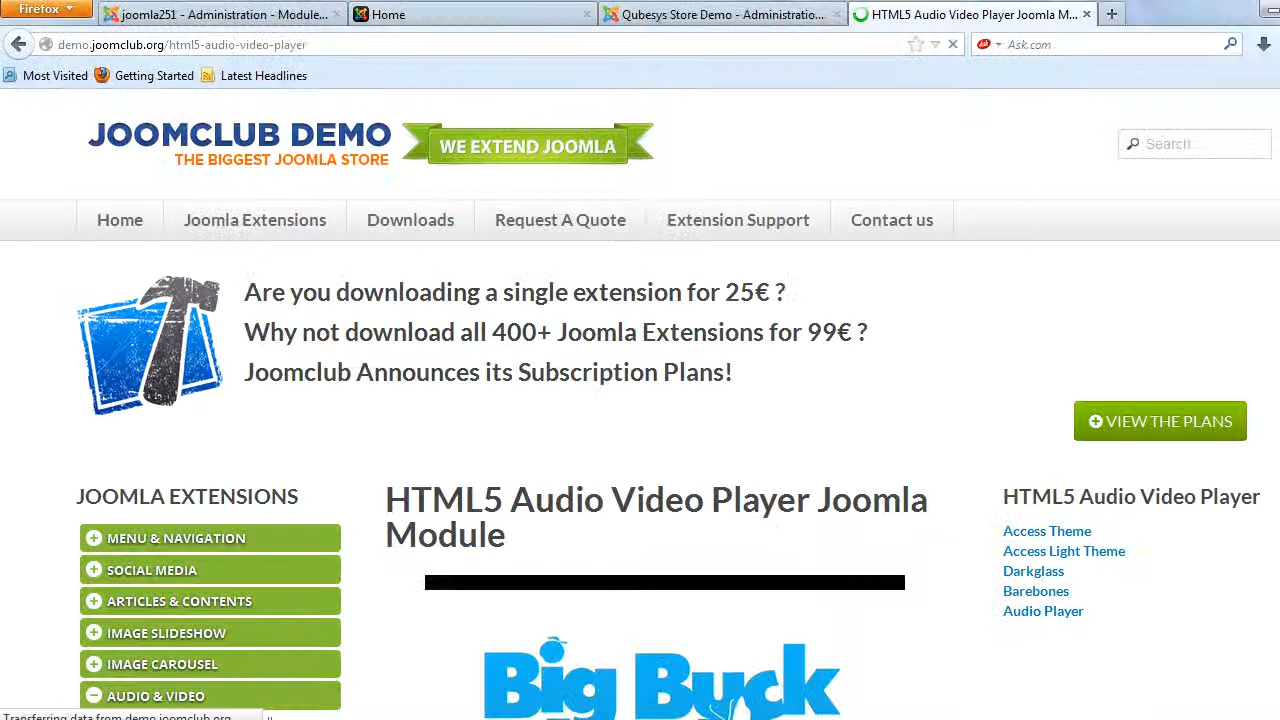 Firefox
joomla251 - Administration - Module...
Home
Qubesys Store Demo - Administratio...
HTML5 Audio Video Player Joomla M...
demo.joomclub.org/html5-audio-video-player
Ask.com
Most Visited
Getting Started
Latest Headlines
JOOMCLUB DEMO
THE BIGGEST JOOMLA STORE
WE EXTEND JOOMLA
Search
Home
Joomla Extensions
Downloads
Request A Quote
Extension Support
Contact us
Are you downloading a single extension for 25€ ?
Why not download all 400+ Joomla Extensions for 99€ ?
Joomclub Announces its Subscription Plans!
VIEW THE PLANS
JOOMLA EXTENSIONS
MENU & NAVIGATION
SOCIAL MEDIA
ARTICLES & CONTENTS
IMAGE SLIDESHOW
IMAGE CAROUSEL
AUDIO & VIDEO
HTML5 Audio Video Player Joomla
Module
Big Buck
HTML5 Audio Video Player
Access Theme
Access Light Theme
Darkglass
Barebones
Audio Player
Transferring data from demo.joomclub.org...